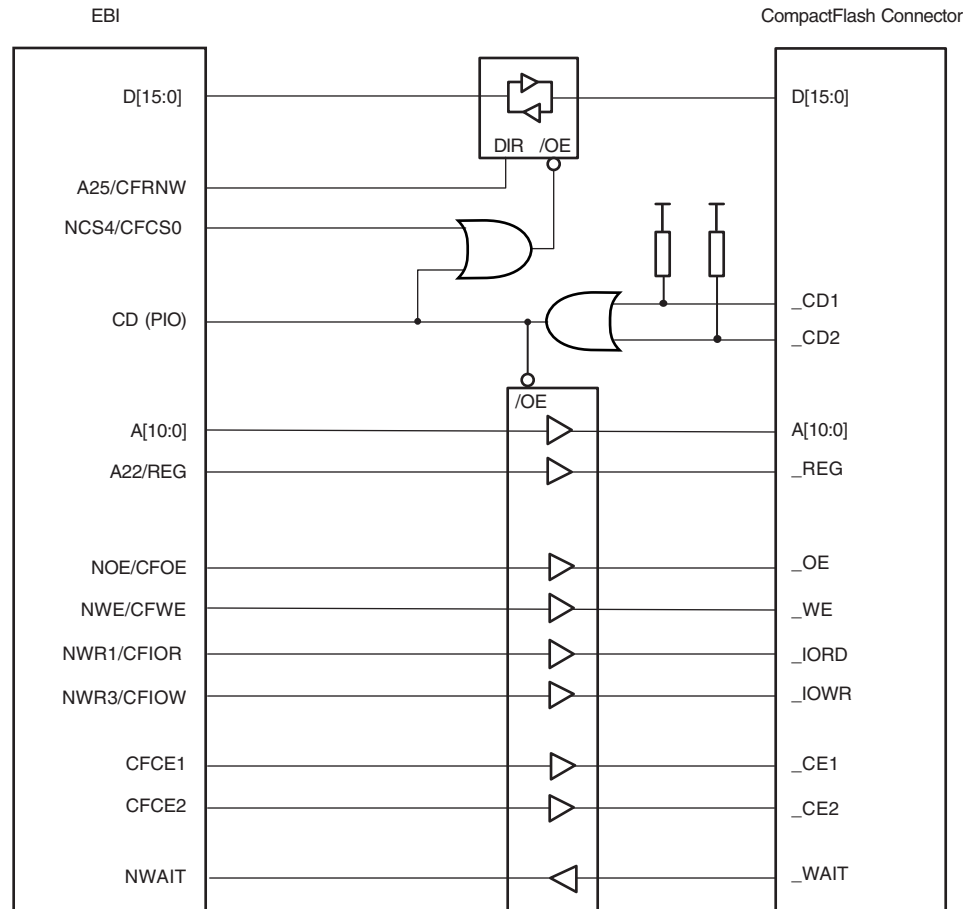 EBI
CompactFlash Connector
D[15:0]
D[15:0]
DIR /OE
A25/CFRNW
NCS4/CFCS0
_CD1
CD (PIO)
_CD2
/OE
A[10:0]
A[10:0]
A22/REG
_REG
NOE/CFOE
_OE
NWE/CFWE
_WE
NWR1/CFIOR
_IORD
NWR3/CFIOW
_IOWR
CFCE1
_CE1
CFCE2
_CE2
NWAIT
_WAIT